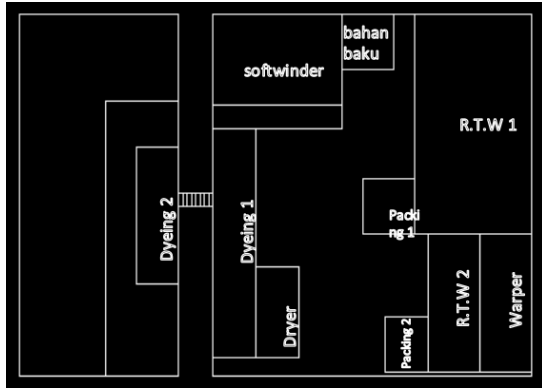 bahan
baku
softwinder
R.T.W 1
Packi
ng 1
Dyeing 2
Dyeing 1
R.T.W 2
Warper
Dryer
Packing 2